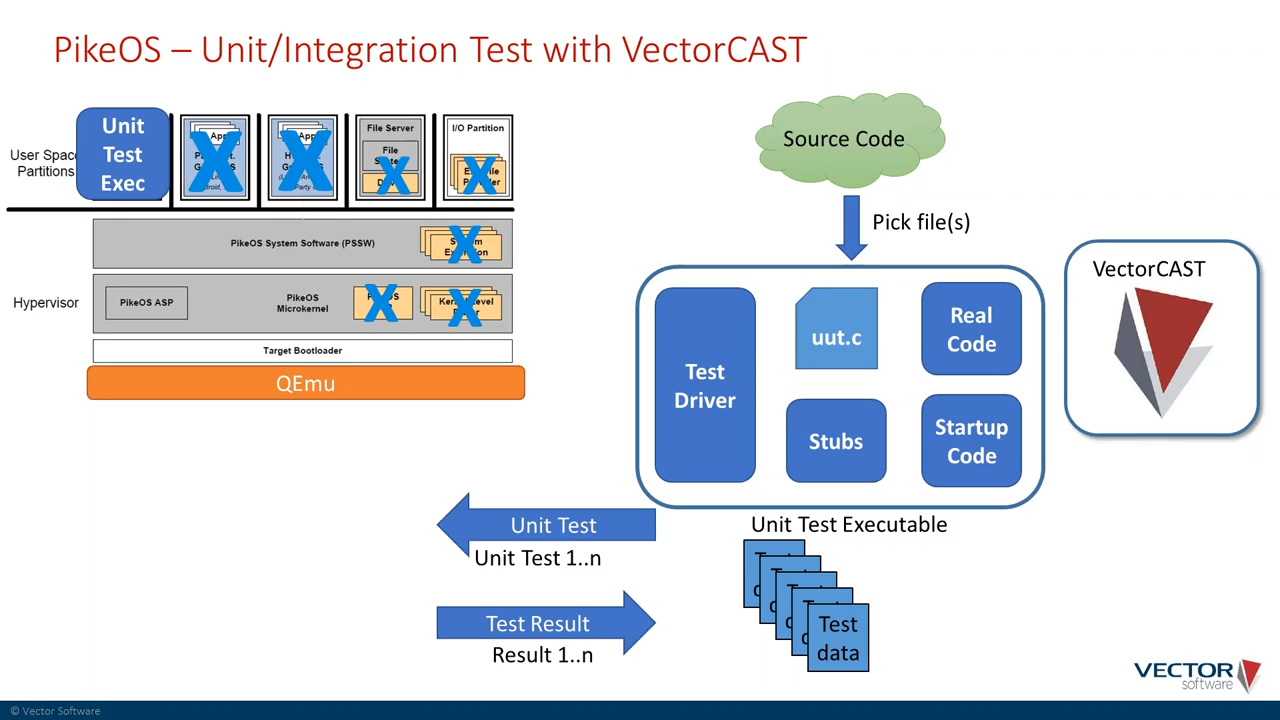 PikeOS – Unit/Integration Test with VectorCAST
User Space
Partitions
Unit
Test
Exec
App
App
File Server
File
I/O Partition
PikeOS System Software (PSSW)
Hypervisor
PikeOS ASP
PikeOS
Microkernel
Target Bootloader
QEmu
Source Code
Pick file(s)
Test
Driver
uut.c
Real
Code
Stubs
Startup
Code
VectorCAST
Unit Test Executable
Unit Test
Unit Test 1..n
Test Result
Result 1..n
Test
data
VECTOR
software
© Vector Software